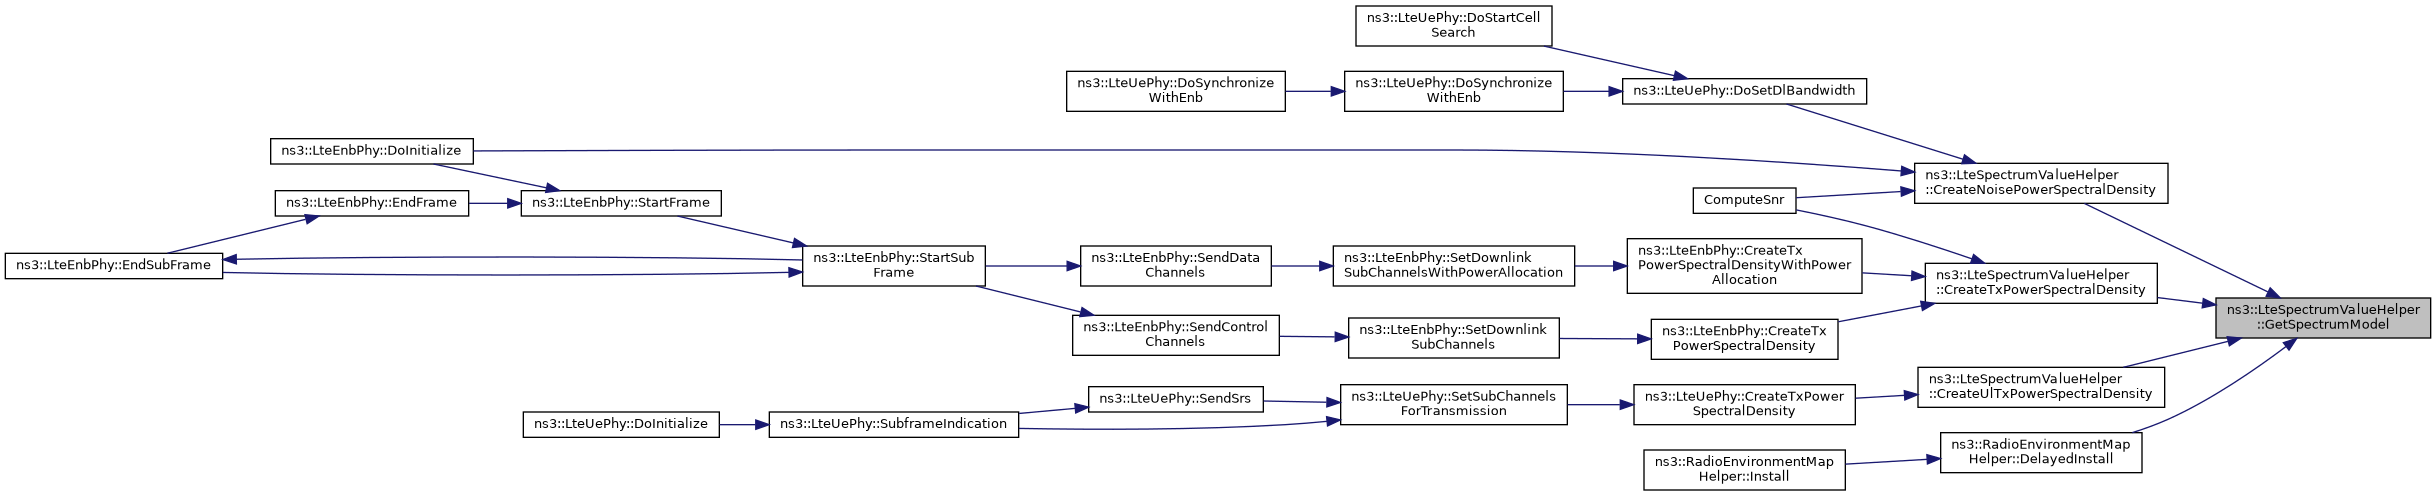 ns3::LteUePhy::DoStartCell
Search
ns3::LteUePhy::DoSynchronize
WithEnb
ns3::LteUePhy::DoSynchronize
WithEnb
ns3::LteUePhy::DoSetDlBandwidth
ns3::LteEnbPhy::DoInitialize
ns3::LteSpectrumValueHelper
::CreateNoisePowerSpectralDensity
ns3::LteEnbPhy::EndFrame
ns3::LteEnbPhy::StartFrame
ComputeSnr
ns3::LteEnbPhy::EndSubFrame
ns3::LteEnbPhy::StartSub
Frame
ns3::LteEnbPhy::SendData
Channels
ns3::LteEnbPhy::SetDownlink
SubChannelsWithPowerAllocation
ns3::LteEnbPhy::CreateTx
PowerSpectralDensityWithPower
Allocation
ns3::LteSpectrumValueHelper
::CreateTxPowerSpectralDensity
ns3::LteSpectrumValueHelper
::GetSpectrumModel
ns3::LteEnbPhy::SendControl
Channels
ns3::LteEnbPhy::SetDownlink
SubChannels
ns3::LteEnbPhy::CreateTx
PowerSpectralDensity
ns3::LteSpectrumValueHelper
::CreateUlTxPowerSpectralDensity
ns3::LteUePhy::DoInitialize
ns3::LteUePhy::SubframeIndication
ns3::LteUePhy::SendSrs
ns3::LteUePhy::SetSubChannels
ForTransmission
ns3::LteUePhy::CreateTxPower
SpectralDensity
ns3::RadioEnvironmentMap
Helper::DelayedInstall
ns3::RadioEnvironmentMap
Helper::Install